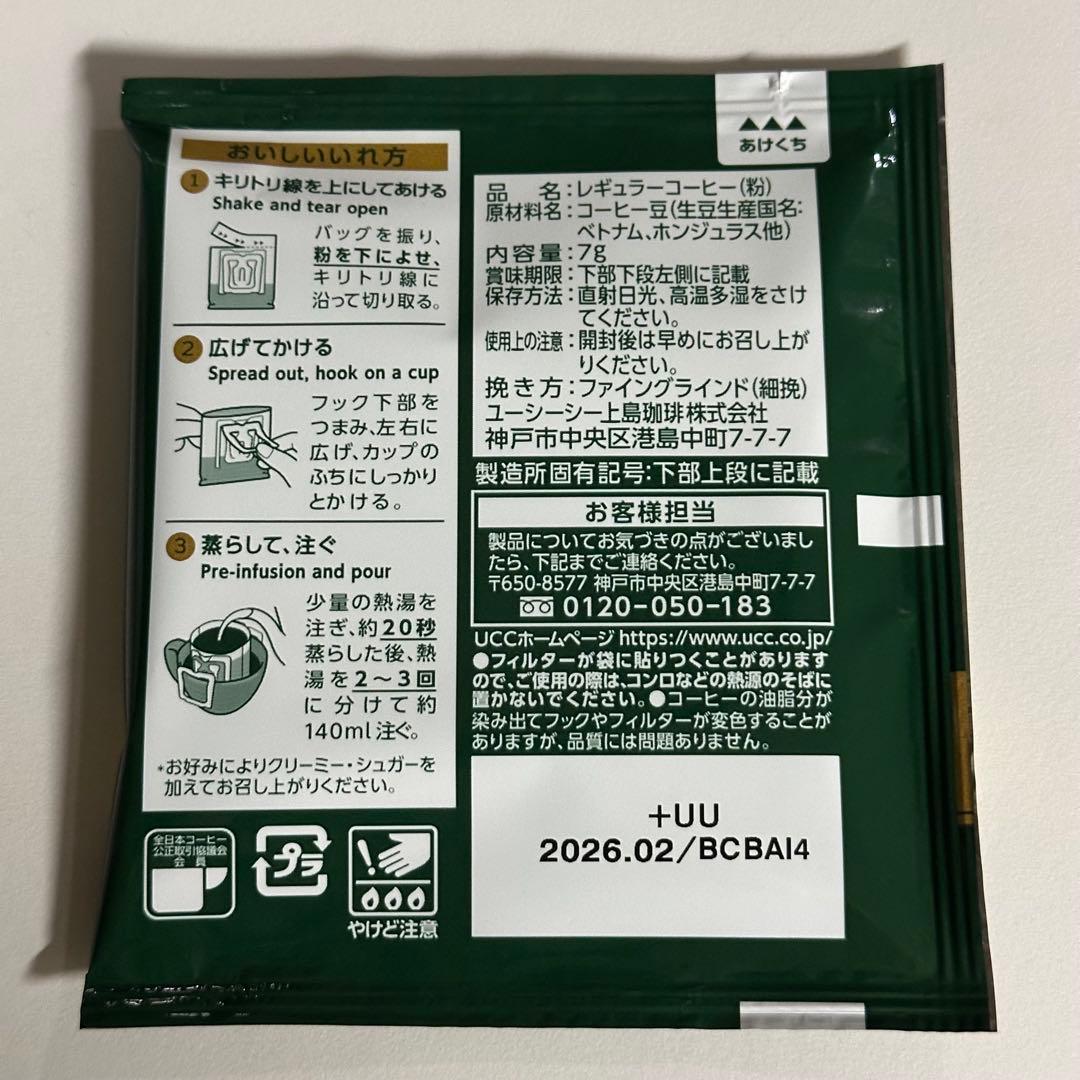 あけくち
おいしいいれ方
1 キリトリ線を上にしてあける
Shake and tear open
バッグを振り、
粉を下によせ、
キリトリ線に
沿って切り取る。
2 広げてかける
Spread out, hook on a cup
フック下部を
つまみ、左右に
広げ、カップの
ふちにしっかり
とかける。
3 蒸らして、注ぐ
Pre-infusion and pour
少量の熱湯を
注ぎ、約20秒
蒸らした後、熱
湯を2～3回
に分けて約
140ml注ぐ。
*お好みによりクリーミー・シュガーを
加えてお召し上がりください。
全日本コーヒー
公正取引協議会
会員
プラ
やけど注意
品名：レギュラーコーヒー（粉）
原材料名：コーヒー豆（生豆生産国名：
ベトナム、ホンジュラス他）
内容量：7g
賞味期限：下部下段左側に記載
保存方法：直射日光、高温多湿をさけ
てください。
使用上の注意：開封後は早めにお召し上が
りください。
挽き方：ファイングラインド（細挽）
ユーシーシー上島珈琲株式会社
神戸市中央区港島中町7-7-7
製造所固有記号：下部上段に記載
お客様担当
製品についてお気づきの点がございまし
たら、下記までご連絡ください。
〒650-8577 神戸市中央区港島中町7-7-7
0120-050-183
UCCホームページ https://www.ucc.co.jp/
●フィルターが袋に貼りつくことがあります
ので、ご使用の際は、コンロなどの熱源のそばに
置かないでください。●コーヒーの油脂分が
染み出てフックやフィルターが変色することが
ありますが、品質には問題ありません。
+UU
2026.02/BCBAI4